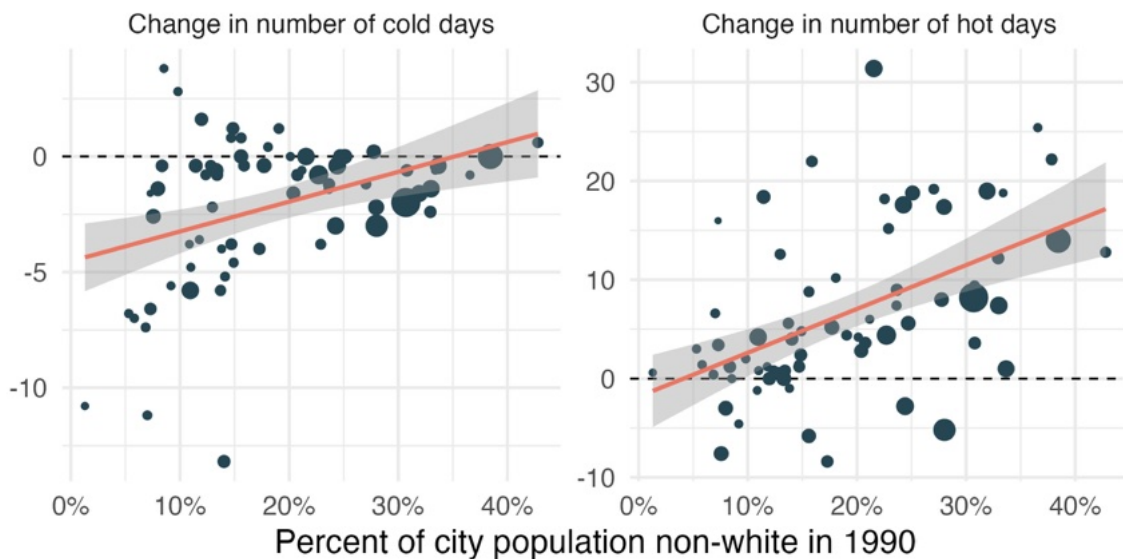 Change in number of cold days
Change in number of hot days
0
-5
-10
30
20
10
0
-10
0% 10% 20% 30% 40%
0% 10% 20% 30% 40%
Percent of city population non-white in 1990